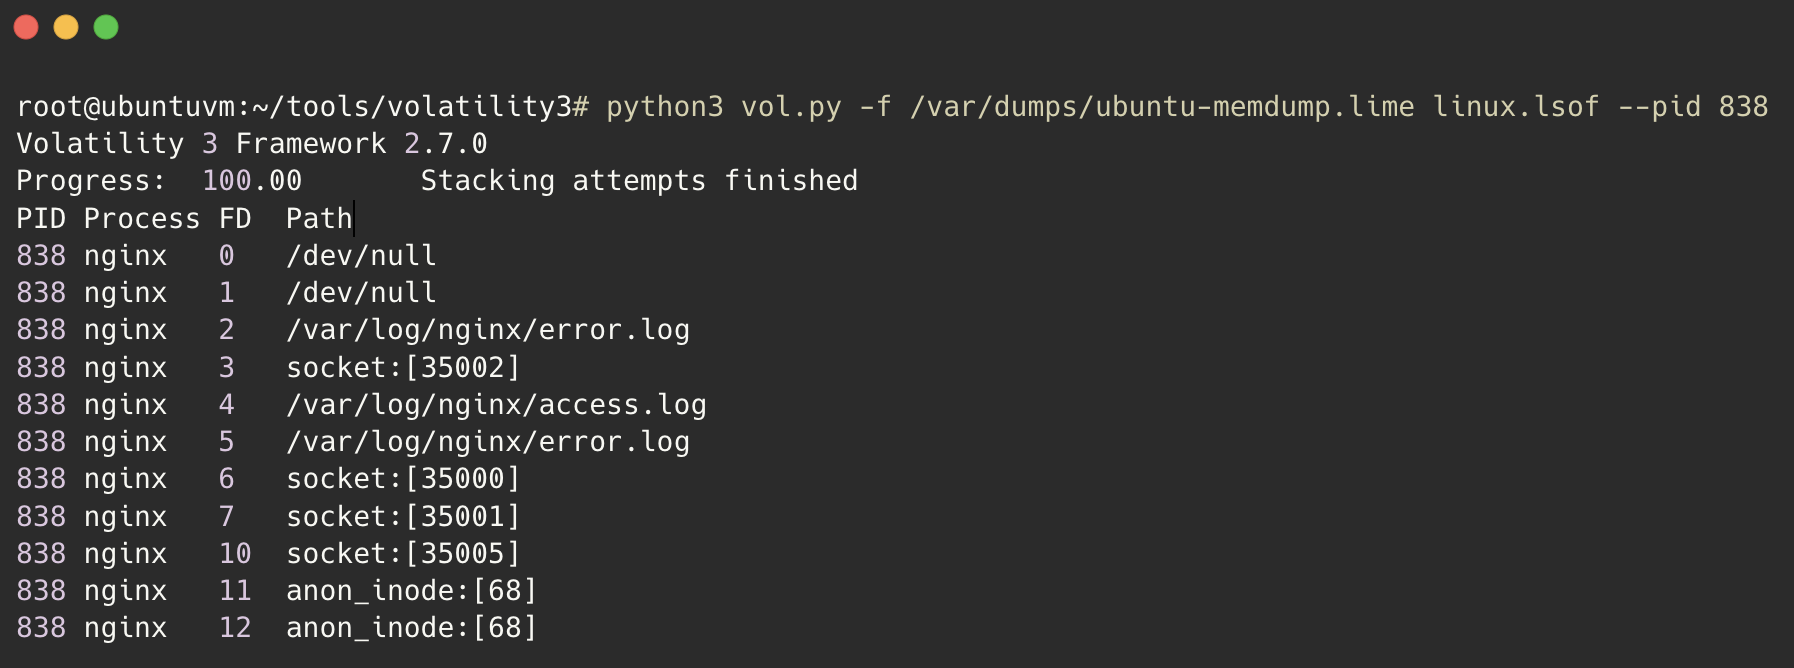 root@ubuntuvm:~/tools/volatility3# python3 vol.py -f /var/dumps/ubuntu-memdump.lime linux.lsof --pid 838
Volatility 3 Framework 2.7.0
Progress:  100.00       Stacking attempts finished
PID Process FD  Path
838 nginx   0   /dev/null
838 nginx   1   /dev/null
838 nginx   2   /var/log/nginx/error.log
838 nginx   3   socket:[35002]
838 nginx   4   /var/log/nginx/access.log
838 nginx   5   /var/log/nginx/error.log
838 nginx   6   socket:[35000]
838 nginx   7   socket:[35001]
838 nginx   10  socket:[35005]
838 nginx   11  anon_inode:[68]
838 nginx   12  anon_inode:[68]